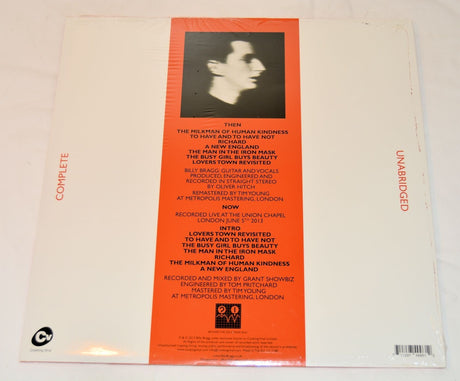 THEN
THE MILKMAN OF HUMAN KINDNESS
TO HAVE AND TO HAVE NOT
RICHARD
A NEW ENGLAND
THE MAN IN THE IRON MASK
THE BUSY GIRL BUYS BEAUTY
LOVERS TOWN REVISITED
BILLY BRAGG: GUITAR AND VOCALS
PRODUCED, ENGINEERED AND
RECORDED IN STRAIGHT STEREO
BY OLIVER HITCH
REMASTERED BY TIM YOUNG
AT METROPOLIS MASTERING, LONDON
NOW
RECORDED LIVE AT THE UNION CHAPEL
LONDON JUNE 5TH 2013
INTRO
LOVERS TOWN REVISITED
TO HAVE AND TO HAVE NOT
THE BUSY GIRL BUYS BEAUTY
THE MAN IN THE IRON MASK
RICHARD
THE MILKMAN OF HUMAN KINDNESS
A NEW ENGLAND
RECORDED AND MIXED BY GRANT SHOWBIZ
ENGINEERED BY TOM PRITCHARD
MASTERED BY TIM YOUNG
AT METROPOLIS MASTERING, LONDON
COMPLETE
UNABRIDGED